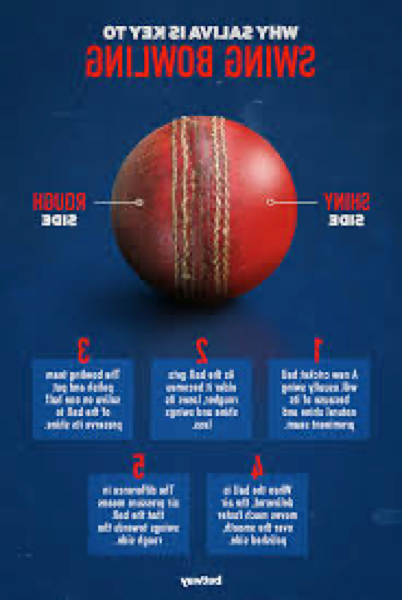 WHY SALIVA IS KEY TO
SWING BOWLING
SHINY
SIDE
ROUGH
SIDE
1
A new cricket ball
will usually swing
because of its
natural shine and
prominent seam.
2
As the ball gets
older it becomes
rougher, loses its
shine and swings
less.
3
The bowling team
polish and put
saliva on one half
of the ball to
preserve its shine.
4
When the ball is
delivered, the air
moves much faster
over the smooth,
polished side.
5
The difference in
air pressure means
that the ball
swings towards the
rough side.
betway